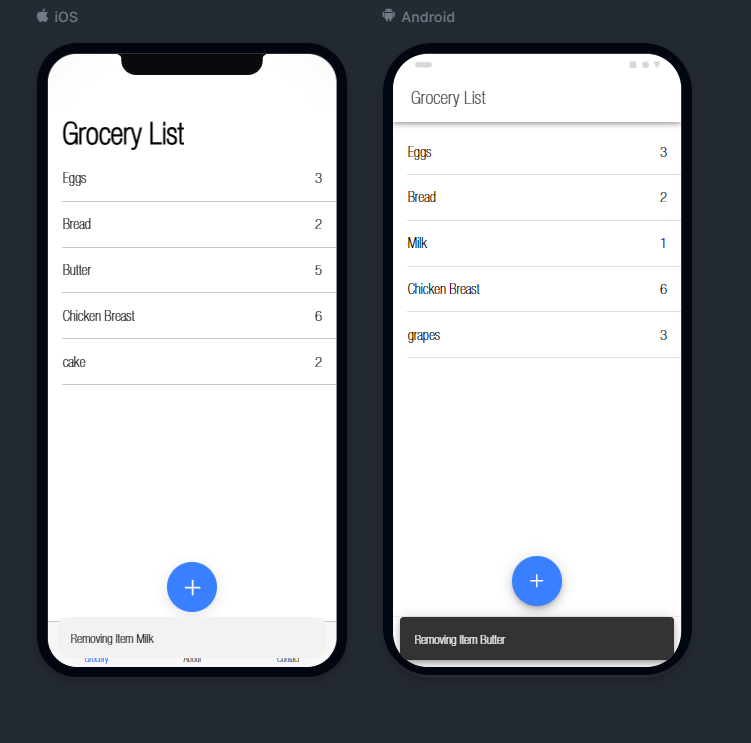 iOS
Grocery List
Eggs 3
Bread 2
Butter 5
Chicken Breast 6
cake 2
Removing Item Milk
Grocery About Contact
Android
Grocery List
Eggs 3
Bread 2
Milk 1
Chicken Breast 6
grapes 3
Removing Item Butter